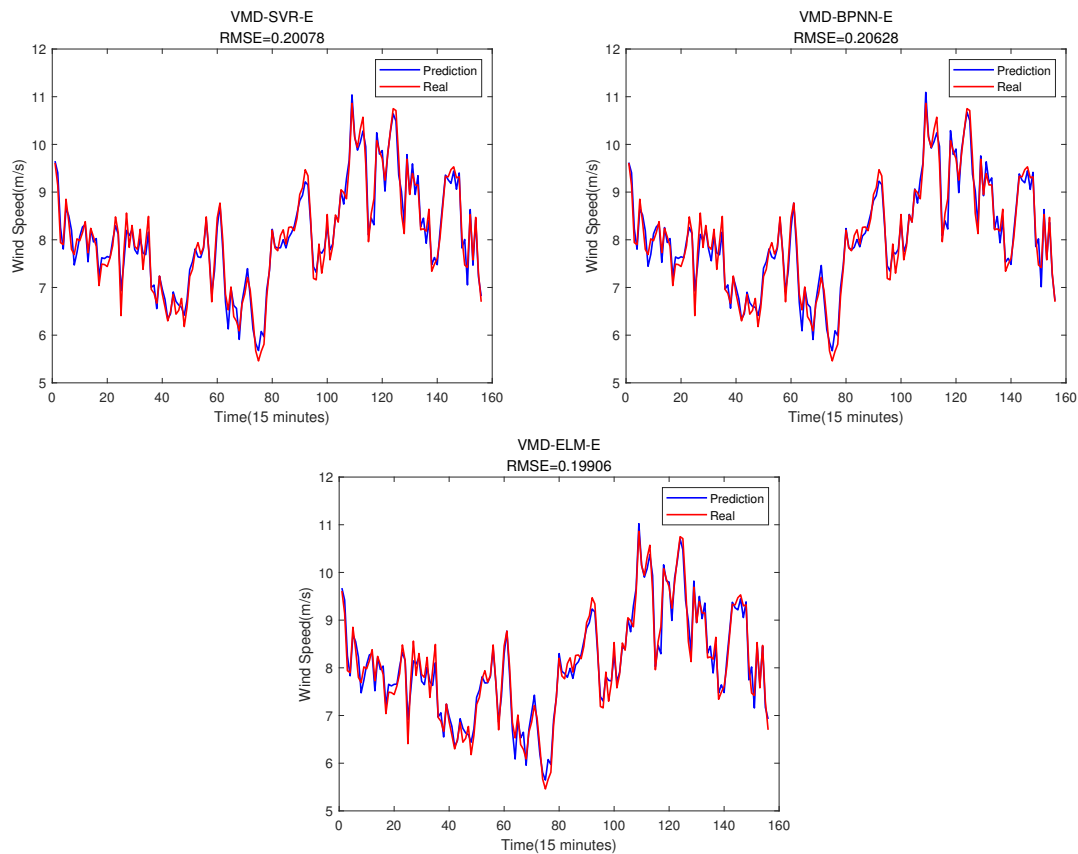 VMD-SVR-E
RMSE=0.20078
12
11
10
9
8
7
6
5
Wind Speed(m/s)
Prediction
Real
0 20 40 60 80 100 120 140 160
Time(15 minutes)
VMD-BPNN-E
RMSE=0.20628
12
11
10
9
8
7
6
5
Wind Speed(m/s)
Prediction
Real
0 20 40 60 80 100 120 140 160
Time(15 minutes)
VMD-ELM-E
RMSE=0.19906
12
11
10
9
8
7
6
5
Wind Speed(m/s)
Prediction
Real
0 20 40 60 80 100 120 140 160
Time(15 minutes)